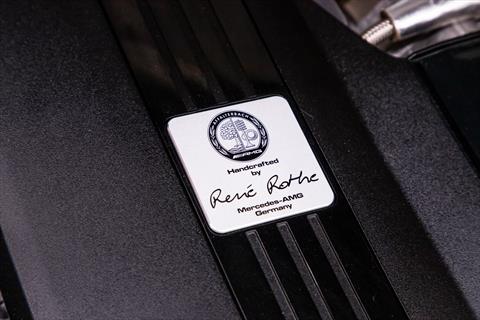 AFFALTERBACH
AMG
Handcrafted
by
René Rothe
Mercedes-AMG
Germany